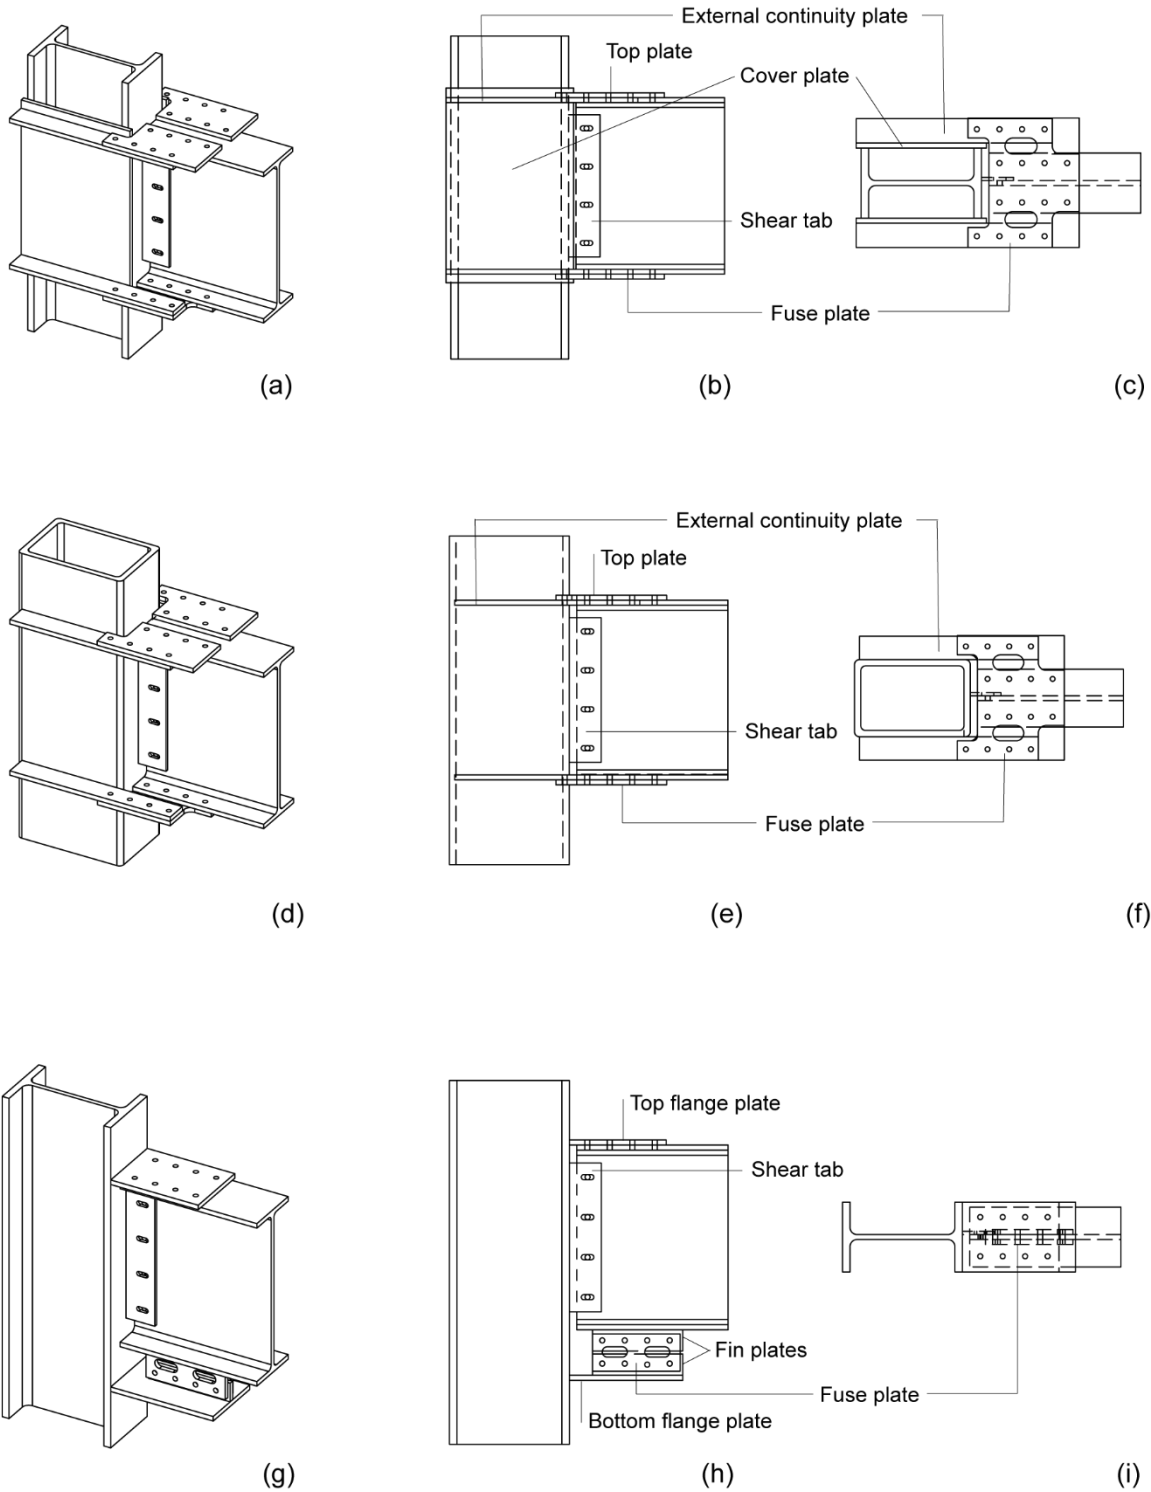 External continuity plate
Top plate
Cover plate
Shear tab
Fuse plate
(a)
(b)
(c)
External continuity plate
Top plate
Shear tab
Fuse plate
(d)
(e)
(f)
Top flange plate
Shear tab
Fin plates
Fuse plate
Bottom flange plate
(g)
(h)
(i)